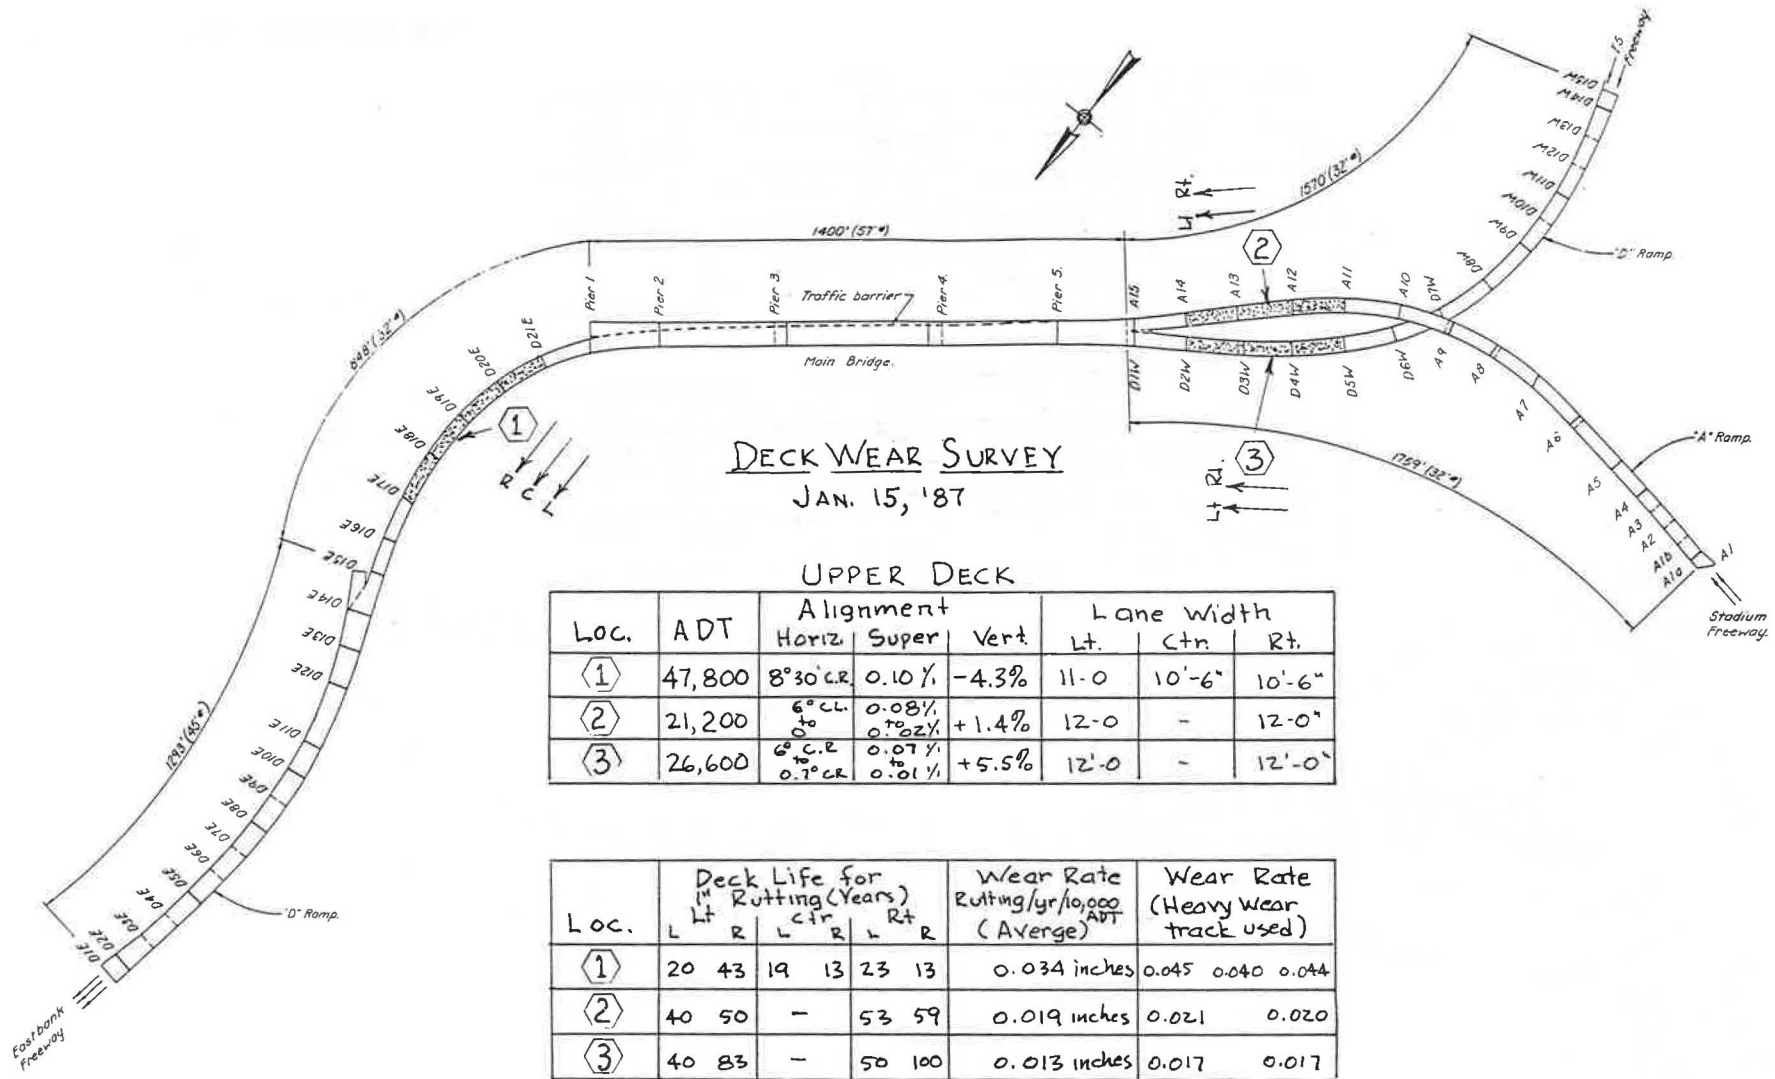 I5
Freeway.
D15W
D14W
D13W
D12W
D11W
D10W
D9W
D8W
D7W
"D" Ramp.
1570'(32'⁺)
Lt Rt.
2
1400'(57'⁺)
Pier 1
Pier 2
Pier 3.
Pier 4.
Pier 5.
Traffic barrier
Main Bridge.
A15
A14
A13
A12
A11
A10
D1W
D2W
D3W
D4W
D5W
D6W
A9
A8
A7
A6
A5
A4
A3
A2
A1b
A1a
A1
"A" Ramp.
1759'(32'⁺)
Stadium
Freeway.
3
Lt Rt.
848'(32'⁺)
D21E
D20E
D19E
D18E
D17E
D16E
D15E
D14E
D13E
D12E
D11E
D10E
D9E
D8E
D7E
D6E
D5E
D4E
D3E
D2E
D1E
1
R C L
1293'(45'⁺)
"D" Ramp.
Eastbank
Freeway
DECK WEAR SURVEY
JAN. 15, '87
UPPER DECK
Loc. ADT Alignment Lane Width
Horiz. Super Vert. Lt. Ctr. Rt.
1 47,800 8°30' C.R. 0.10 % -4.3% 11-0 10'-6" 10'-6"
2 21,200 6° CL. to 0° 0.08% to 0.02% +1.4% 12-0 - 12-0"
3 26,600 6° C.R to 0.7° CR 0.07 % to 0.01 % +5.5% 12'-0 - 12'-0"
Loc. Deck Life for Wear Rate Wear Rate
1" Rutting (Years) Rutting/yr/10,000 ADT (Heavy wear
Lt Ctr Rt (Averge) track used)
L R L R L R
1 20 43 19 13 23 13 0.034 inches 0.045 0.040 0.044
2 40 50 - 53 59 0.019 inches 0.021 0.020
3 40 83 - 50 100 0.013 inches 0.017 0.017